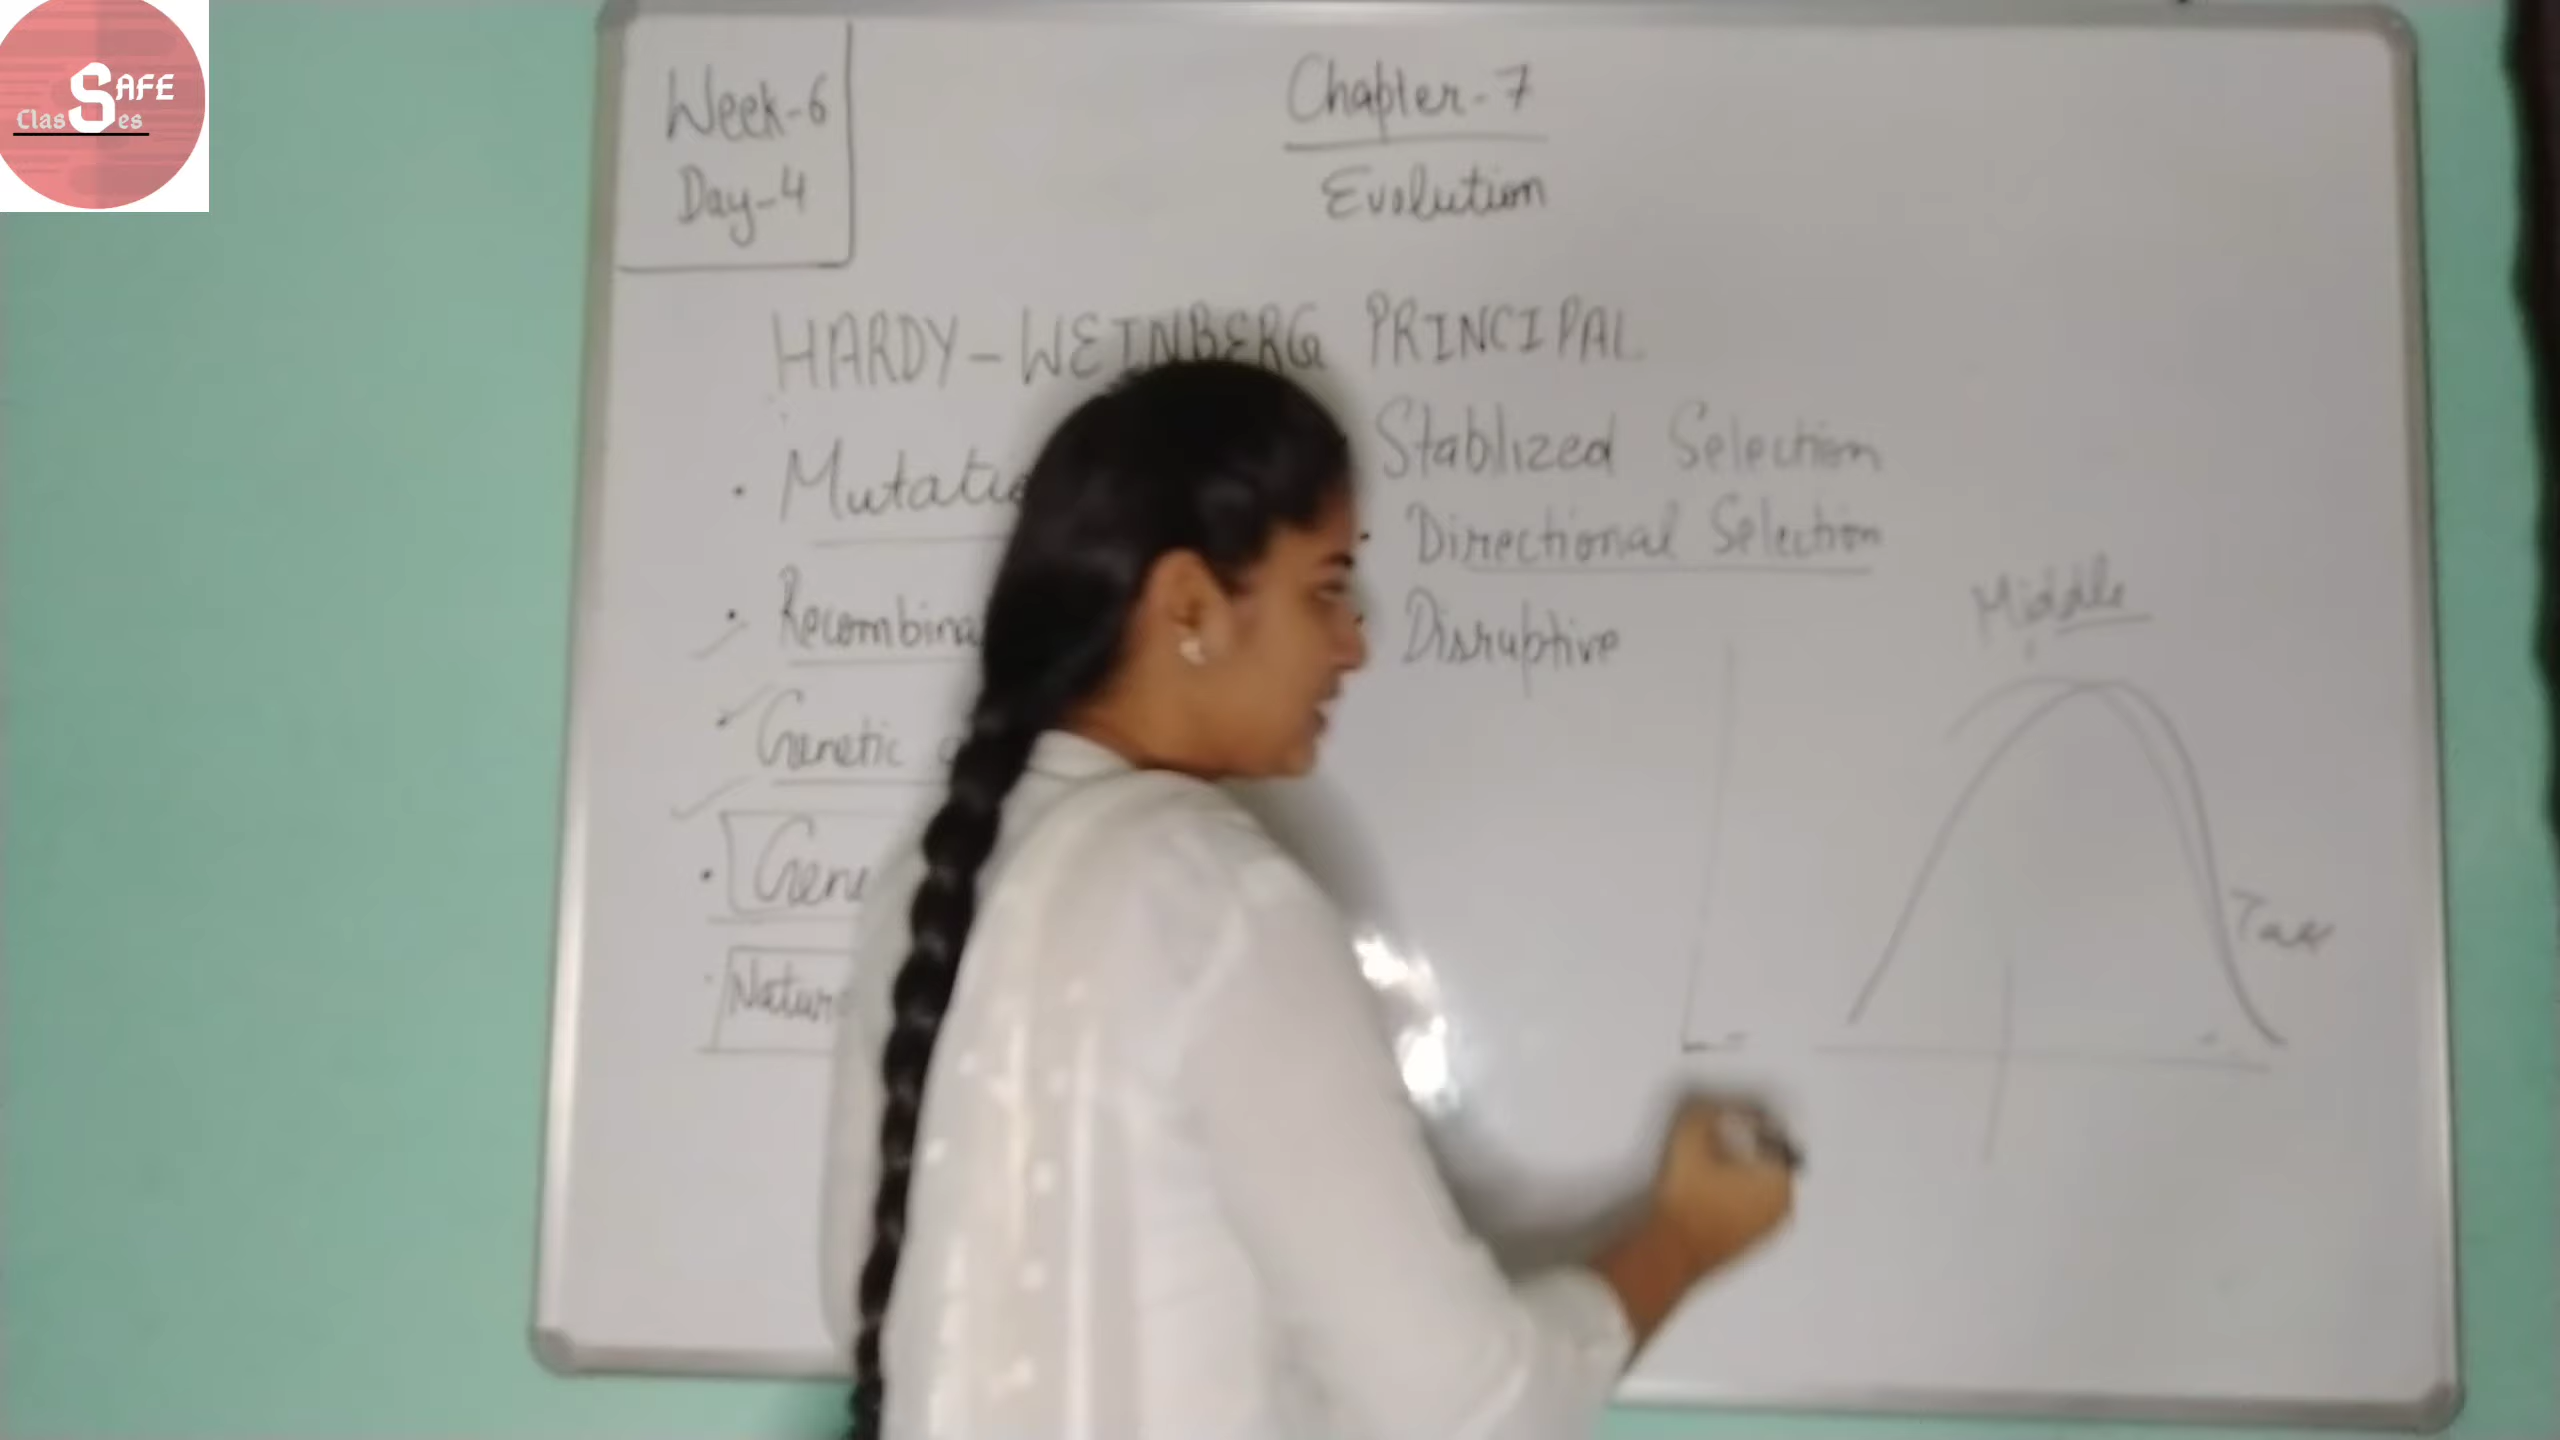 SAFE
Classes
Week-6
Day-4
Chapter-7
Evolution
HARDY-WEINBERG PRINCIPAL
• Mutatio
• Recombina
Genetic
• Gene
Natur
Stablized Selection
• Directional Selection
Disruptive
Middle